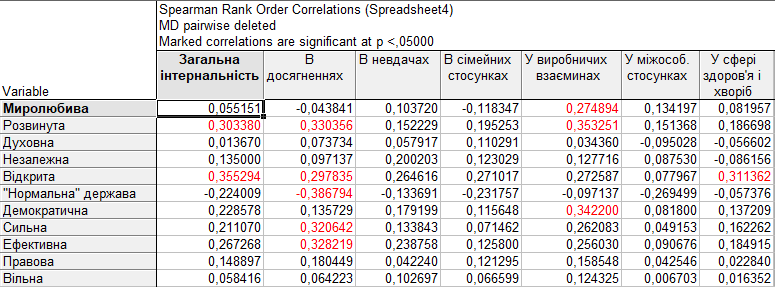 Spearman Rank Order Correlations (Spreadsheet4)
MD pairwise deleted
Marked correlations are significant at p <,05000
Variable Загальна інтернальність В досягненнях В невдачах В сімейних стосунках У виробничих взаєминах У міжособ. стосунках У сфері здоров'я і хворіб
Миролюбива 0,055151 -0,043841 0,103720 -0,118347 0,274894 0,134197 0,081957
Розвинута 0,303380 0,330356 0,152229 0,195253 0,353251 0,151368 0,186698
Духовна 0,013670 0,073734 0,057917 0,110291 0,034360 -0,095028 -0,056602
Незалежна 0,135000 0,097137 0,200203 0,123029 0,127716 0,087530 -0,086156
Відкрита 0,355294 0,297835 0,264616 0,271017 0,272587 0,077967 0,311362
"Нормальна" держава -0,224009 -0,386794 -0,133691 -0,231757 -0,097137 -0,269499 -0,057376
Демократична 0,228578 0,135729 0,179199 0,115648 0,342200 0,081800 0,137209
Сильна 0,211070 0,320642 0,133843 0,071462 0,262083 0,049153 0,162262
Ефективна 0,267268 0,328219 0,238758 0,125800 0,256030 0,090676 0,184915
Правова 0,148897 0,180449 0,042240 0,121295 0,158548 0,042546 0,022840
Вільна 0,058416 0,064223 0,102697 0,066599 0,124325 0,006703 0,016352